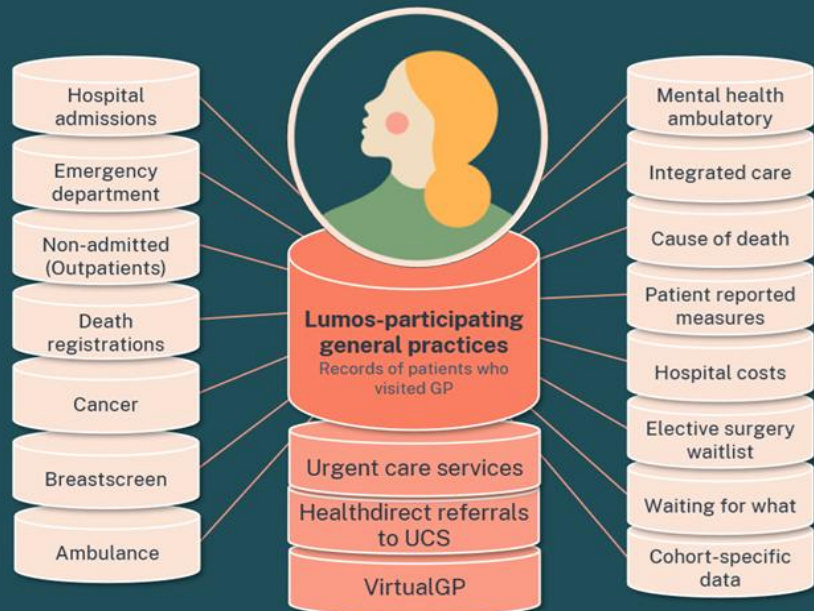 Hospital
admissions
Emergency
department
Non-admitted
(Outpatients)
Death
registrations
Cancer
Breastscreen
Ambulance
Lumos-participating
general practices
Records of patients who
visited GP
Urgent care services
Healthdirect referrals
to UCS
VirtualGP
Mental health
ambulatory
Integrated care
Cause of death
Patient reported
measures
Hospital costs
Elective surgery
waitlist
Waiting for what
Cohort-specific
data